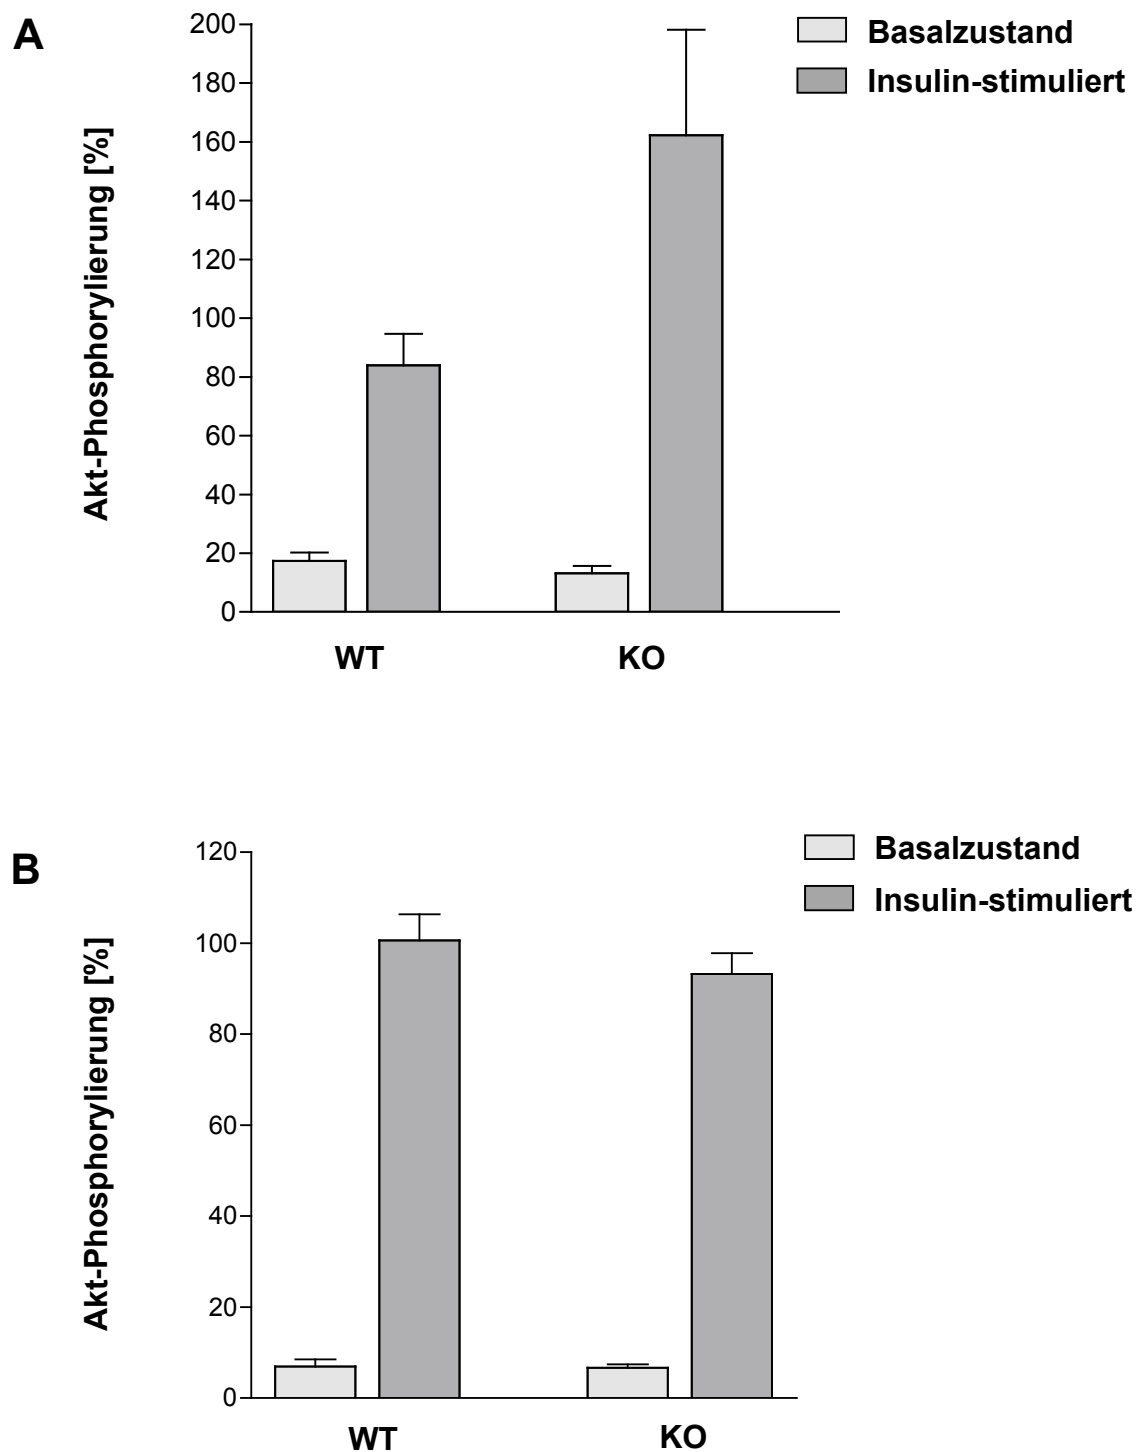 A
Basalzustand
Insulin-stimuliert
Akt-Phosphorylierung [%]
200
180
160
140
120
100
80
60
40
20
0
WT KO
B
Basalzustand
Insulin-stimuliert
Akt-Phosphorylierung [%]
120
100
80
60
40
20
0
WT KO